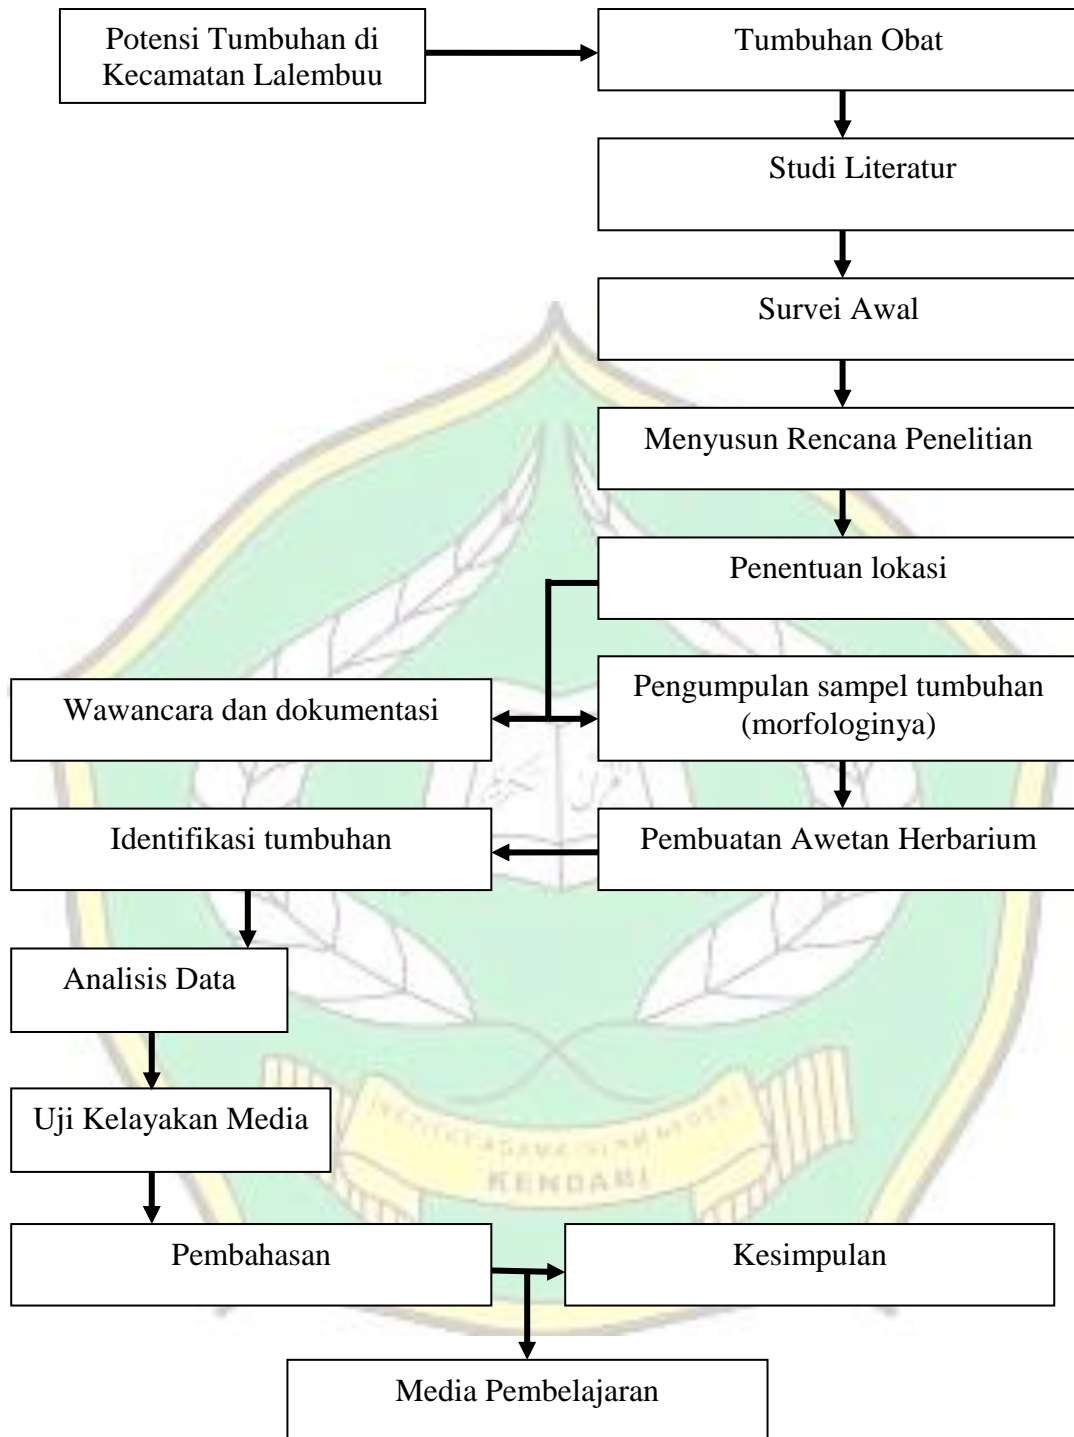 Potensi Tumbuhan di
Kecamatan Lalembuu
Tumbuhan Obat
Studi Literatur
Survei Awal
Menyusun Rencana Penelitian
Penentuan lokasi
Wawancara dan dokumentasi
Pengumpulan sampel tumbuhan
(morfologinya)
Identifikasi tumbuhan
Pembuatan Awetan Herbarium
Analisis Data
Uji Kelayakan Media
KENDARI
Pembahasan
Kesimpulan
Media Pembelajaran